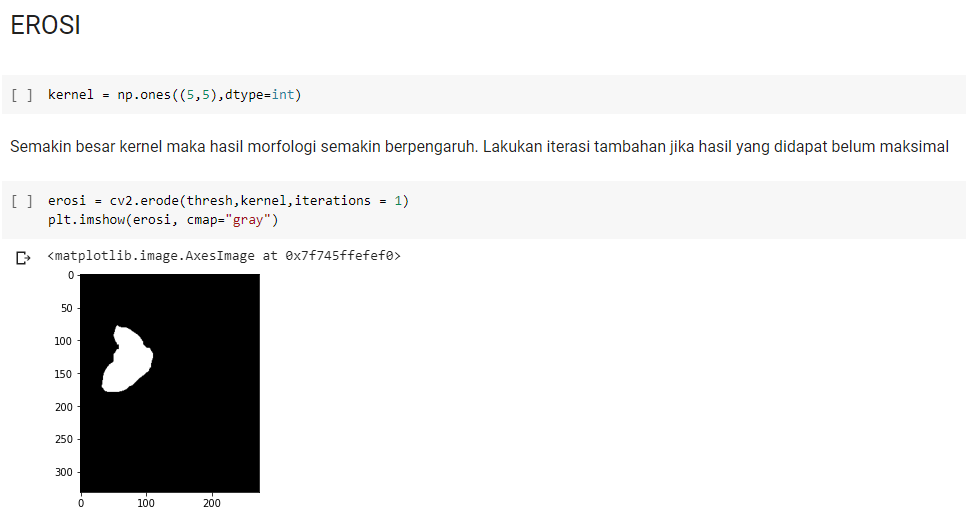 EROSI
[ ] kernel = np.ones((5,5),dtype=int)
Semakin besar kernel maka hasil morfologi semakin berpengaruh. Lakukan iterasi tambahan jika hasil yang didapat belum maksimal
[ ] erosi = cv2.erode(thresh,kernel,iterations = 1)
plt.imshow(erosi, cmap="gray")
<matplotlib.image.AxesImage at 0x7f745ffefef0>
0
50
100
150
200
250
300
0 100 200